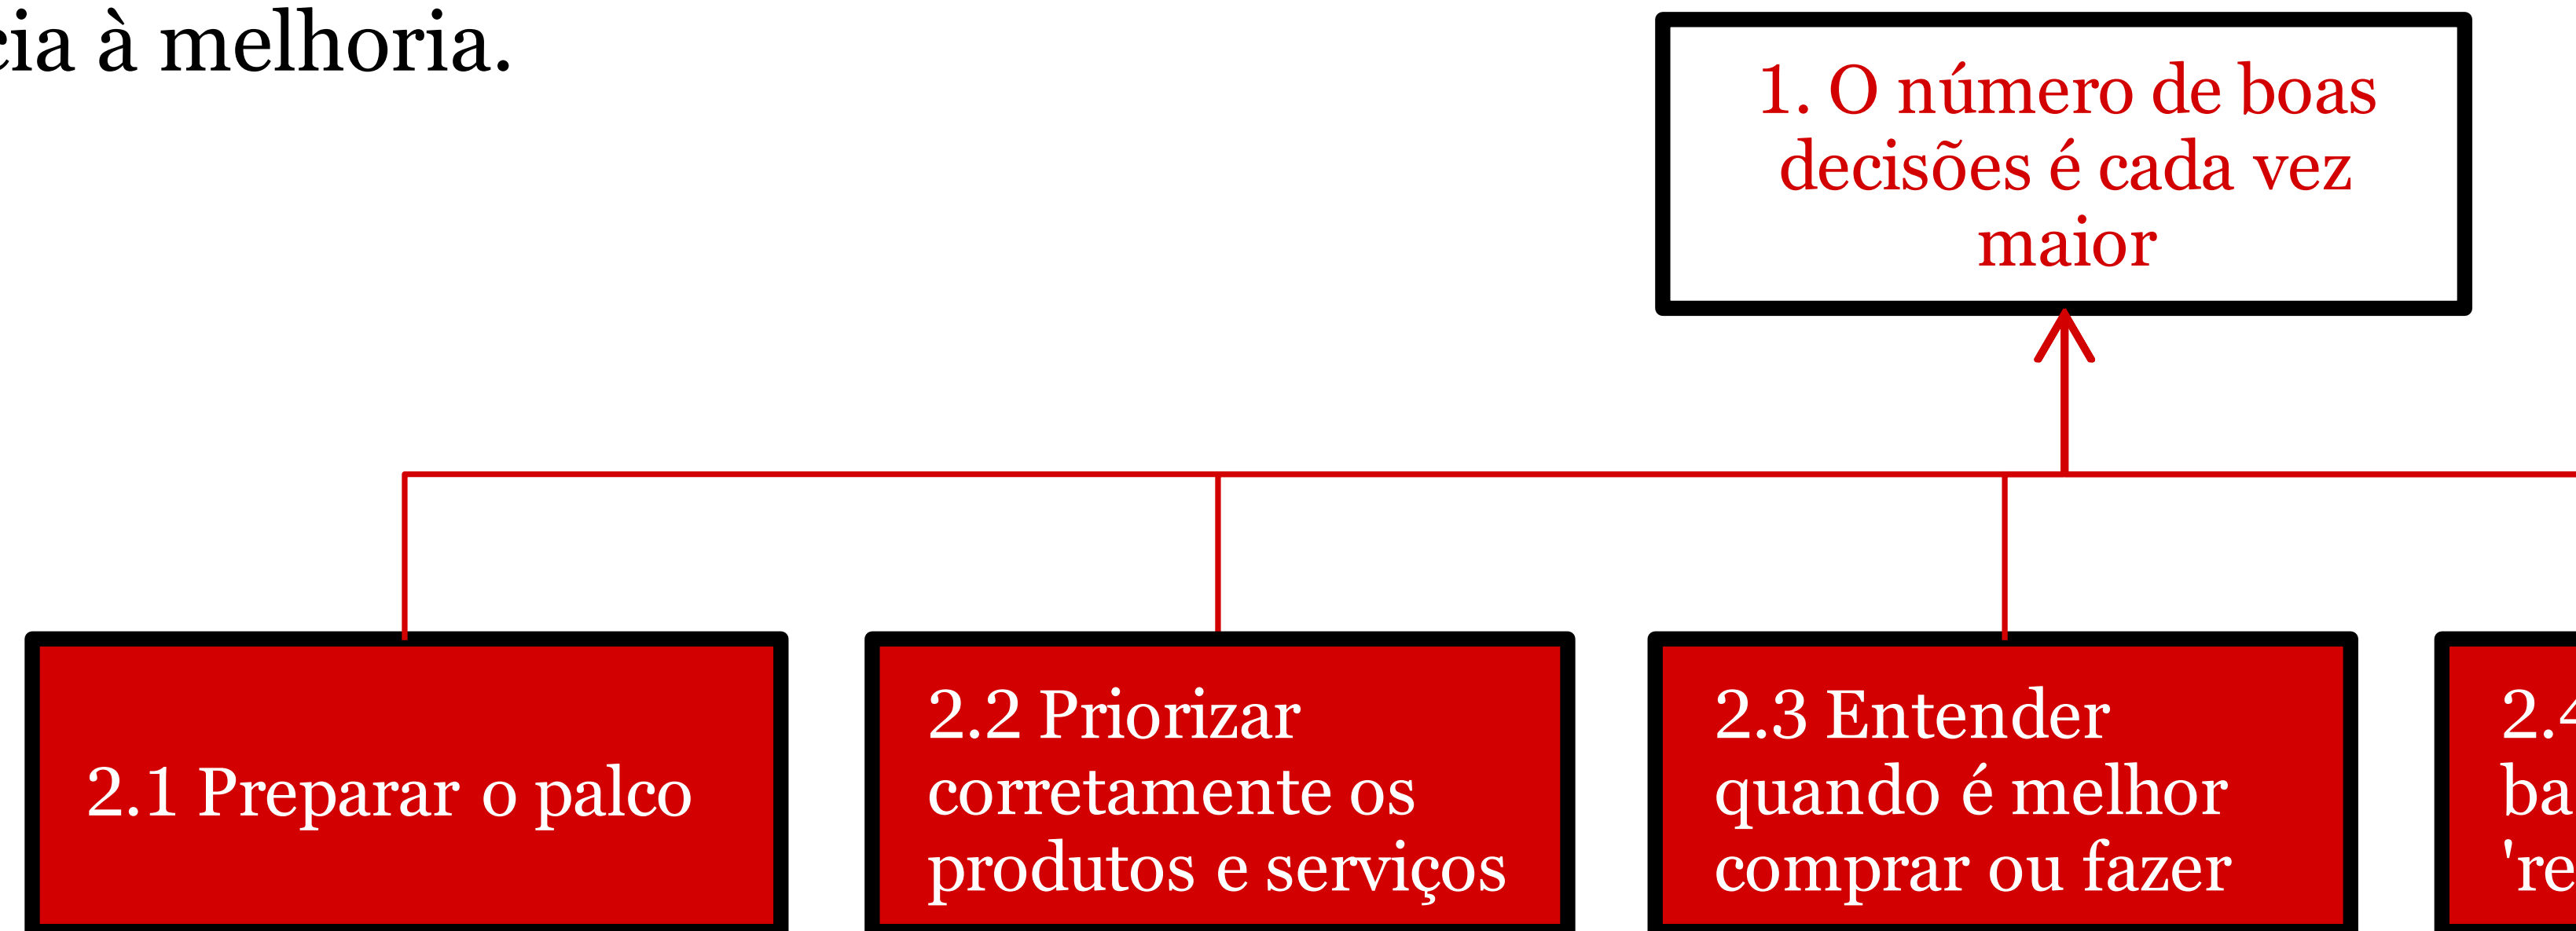 à melhoria.
1. O número de boas
decisões é cada vez
maior
2.1 Preparar o palco
2.2 Priorizar
corretamente os
produtos e serviços
2.3 Entender
quando é melhor
comprar ou fazer